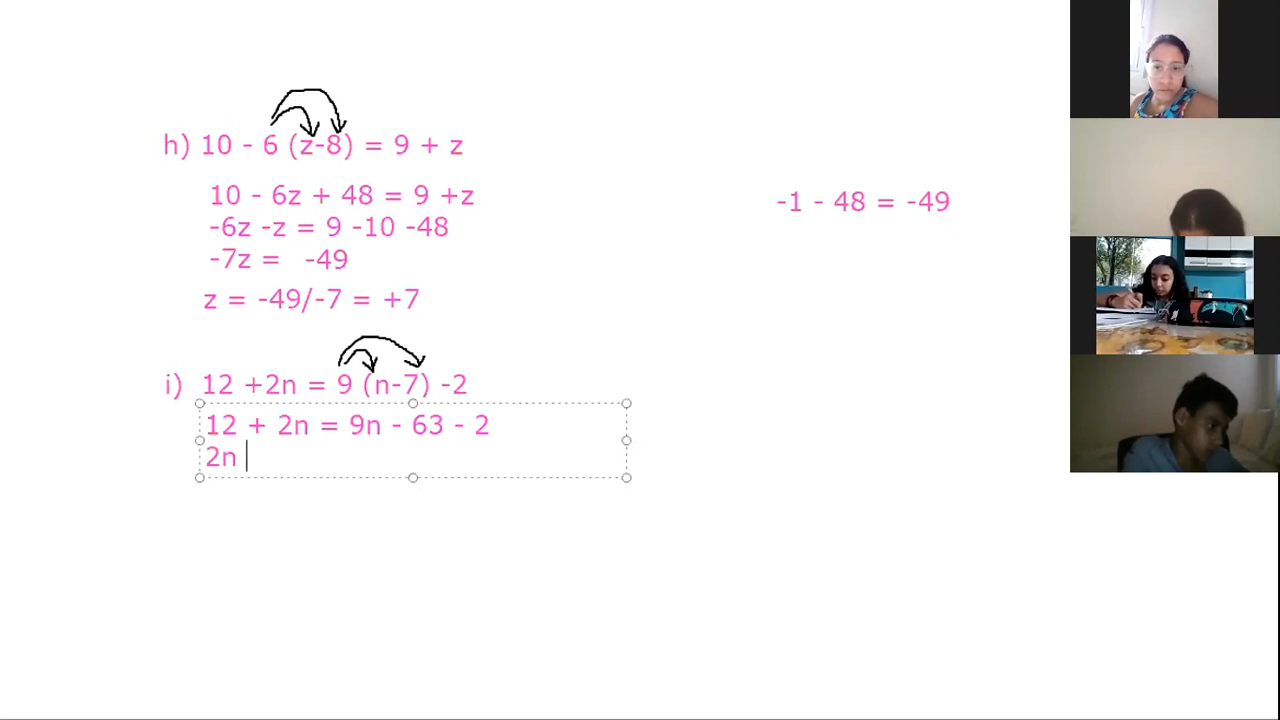 h) 10 - 6 (z-8) = 9 + z
10 - 6z + 48 = 9 +z
-6z -z = 9 -10 -48
-7z = -49
z = -49/-7 = +7
-1 - 48 = -49
i) 12 +2n = 9 (n-7) -2
12 + 2n = 9n - 63 - 2
2n